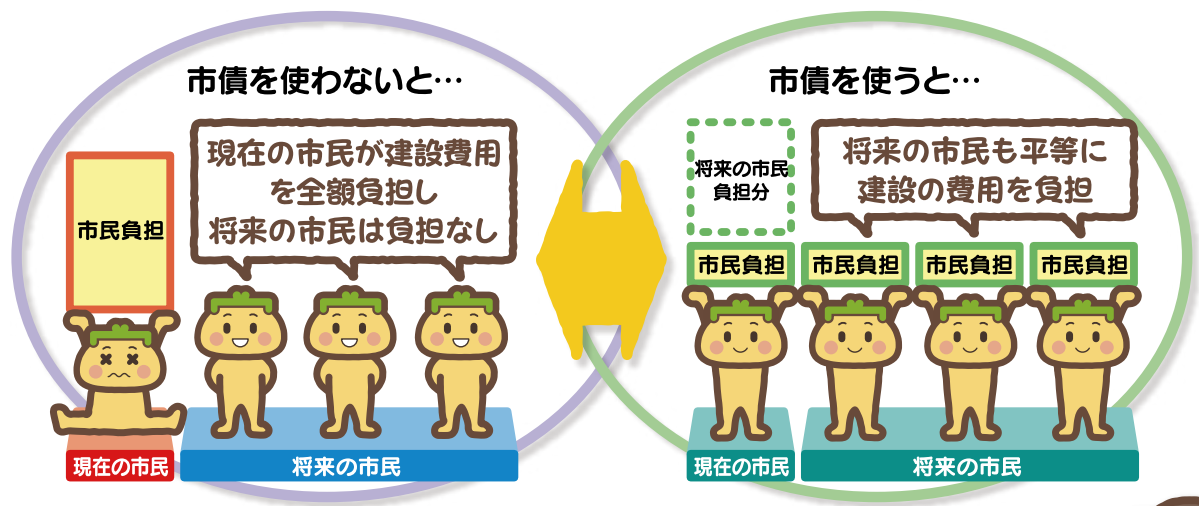 市債を使わないと…
現在の市民が建設費用
を全額負担し
将来の市民は負担なし
市民負担
現在の市民
将来の市民
市債を使うと…
将来の市民
負担分
将来の市民も平等に
建設の費用を負担
市民負担
市民負担
市民負担
市民負担
現在の市民
将来の市民